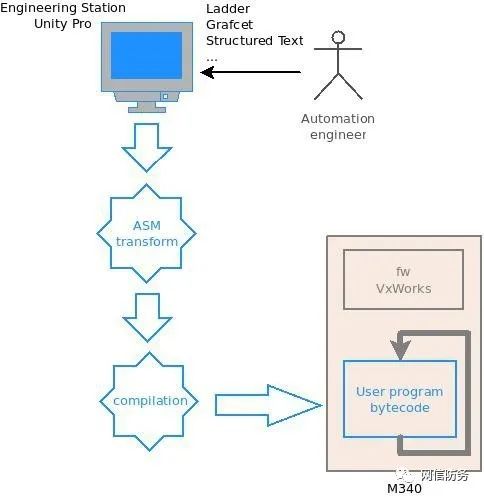 Engineering Station
Unity Pro
Ladder
Grafcet
Structured Text
...
Automation
engineer
ASM
transform
compilation
fw
VxWorks
User program
bytecode
网信防务
M340